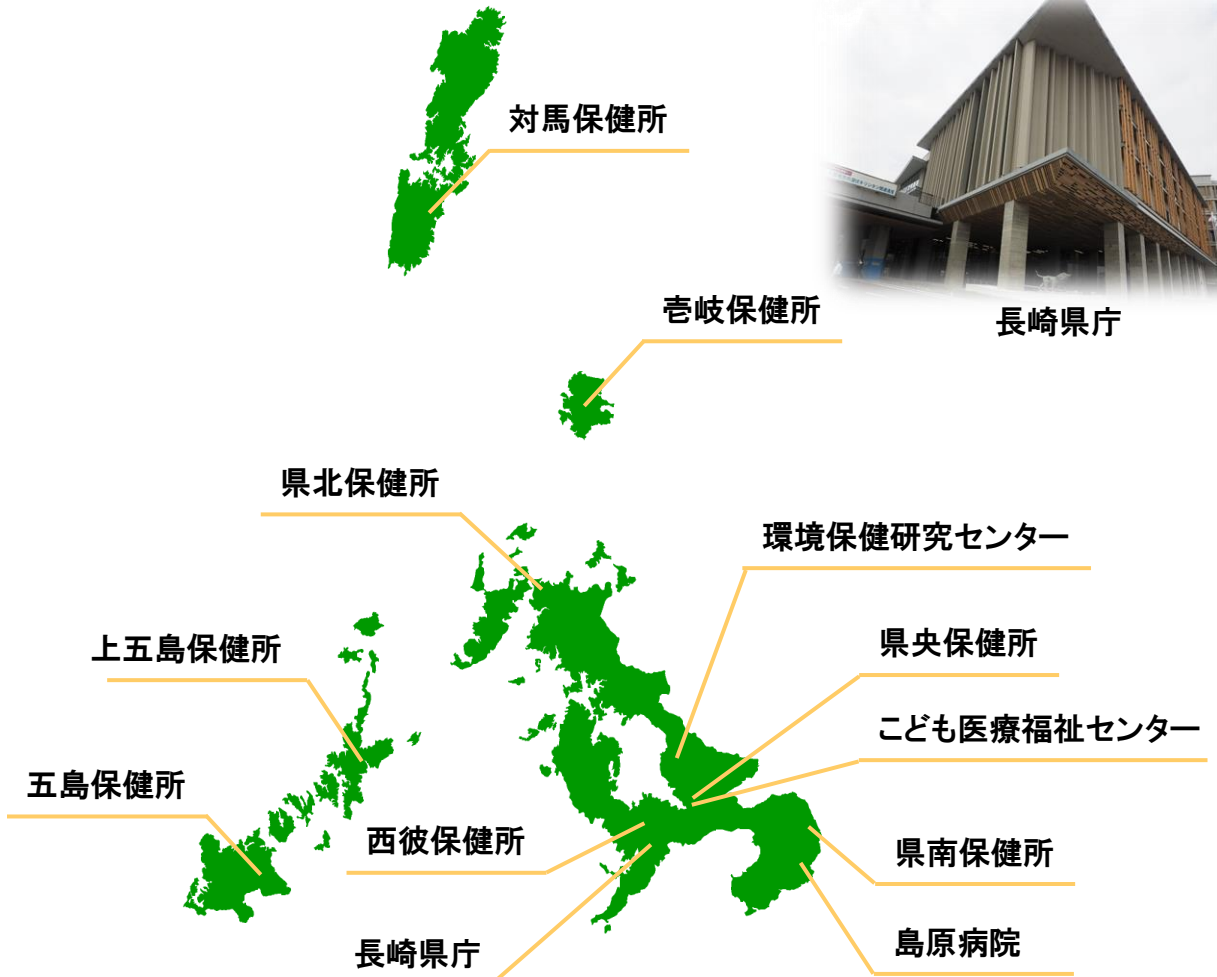 対馬保健所
長崎県庁
壱岐保健所
県北保健所
環境保健研究センター
上五島保健所
県央保健所
こども医療福祉センター
五島保健所
西彼保健所
県南保健所
長崎県庁
島原病院